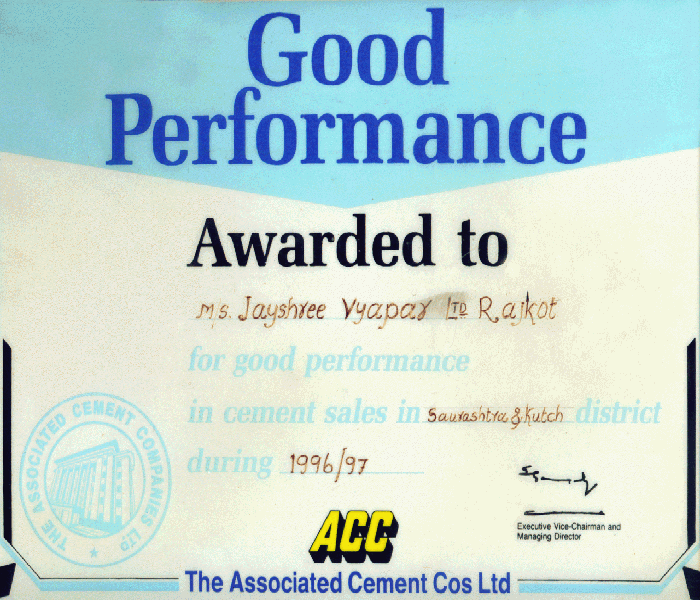 Good
Performance
Awarded to
M/s. Jayshree Vyapar LTD Rajkot
for good performance
in cement sales in Saurashtra & Kutch district
during 1996/97
THE ASSOCIATED CEMENT COMPANIES LTD
Executive Vice-Chairman and
Managing Director
ACC
The Associated Cement Cos Ltd